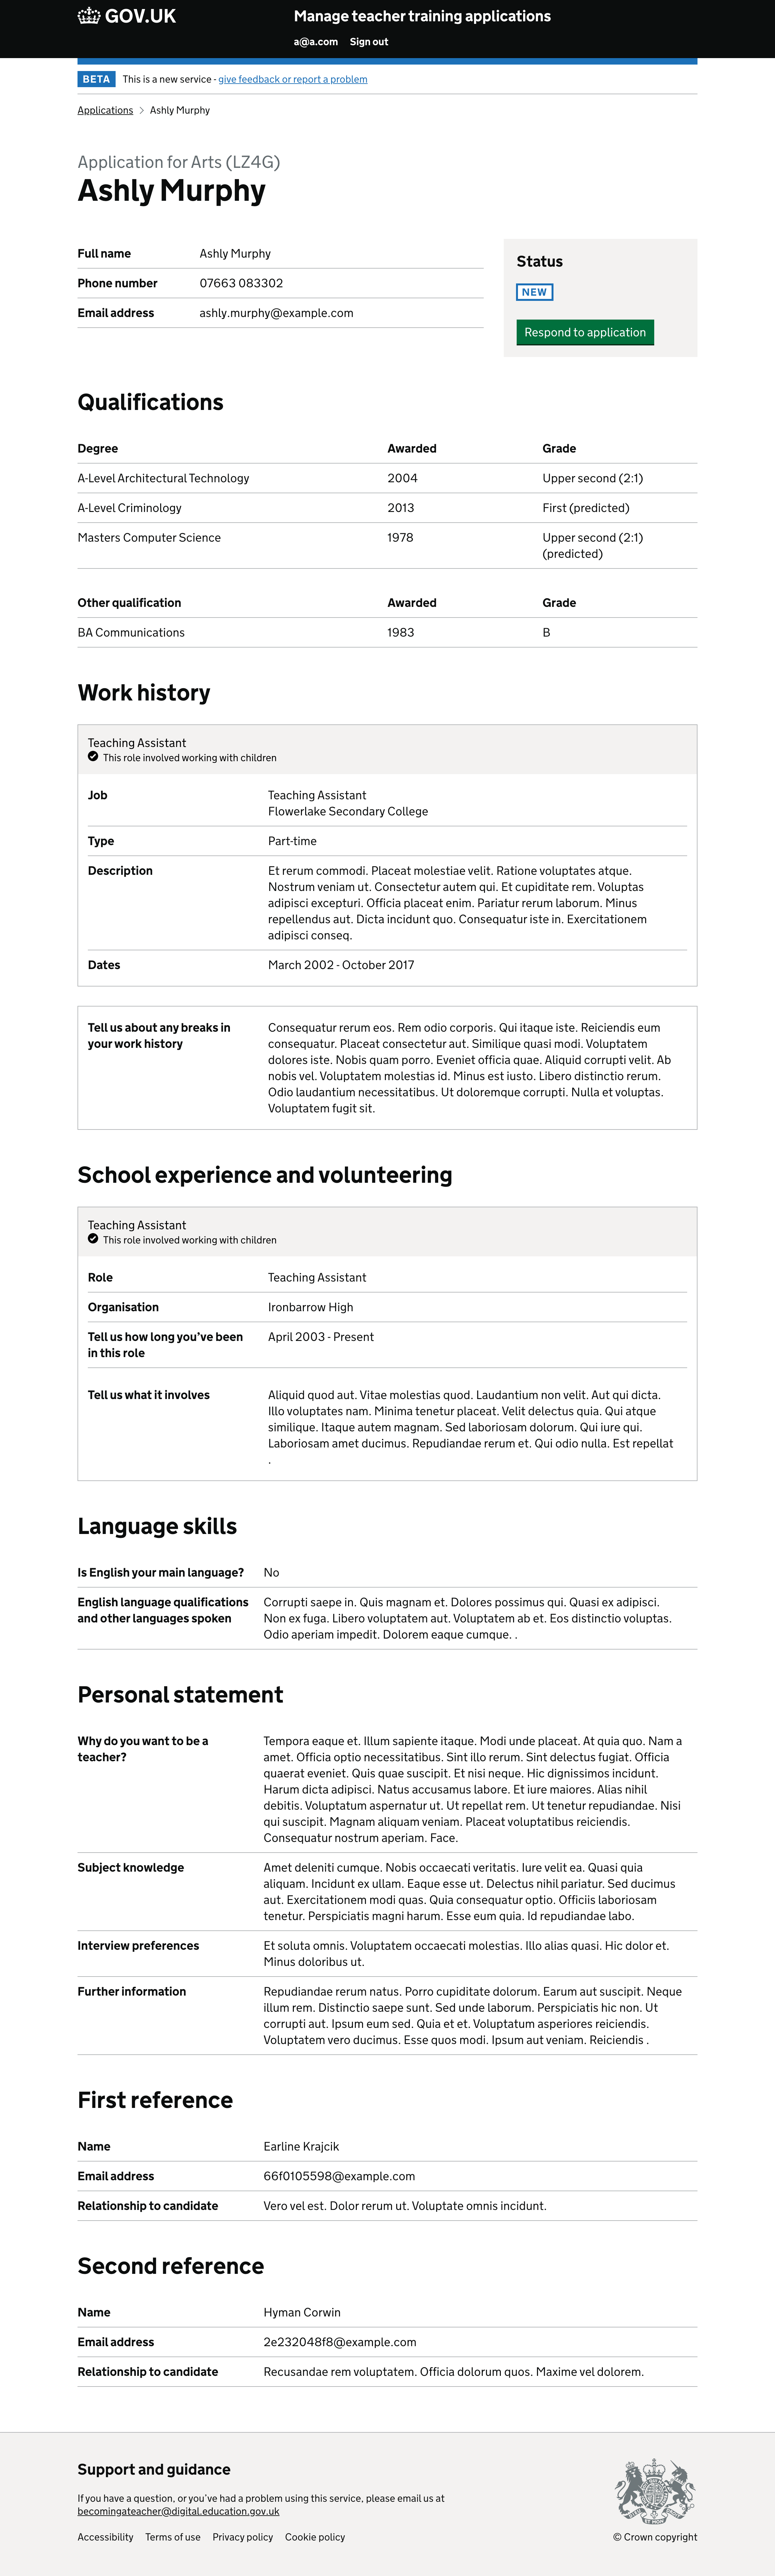 GOV.UK
Manage teacher training applications
a@a.com Sign out
BETA This is a new service - give feedback or report a problem
Applications > Ashly Murphy
Application for Arts (LZ4G)
Ashly Murphy
Full name Ashly Murphy
Phone number 07663 083302
Email address ashly.murphy@example.com
Status
NEW
Respond to application
Qualifications
Degree Awarded Grade
A-Level Architectural Technology 2004 Upper second (2:1)
A-Level Criminology 2013 First (predicted)
Masters Computer Science 1978 Upper second (2:1)
(predicted)
Other qualification Awarded Grade
BA Communications 1983 B
Work history
Teaching Assistant
This role involved working with children
Job Teaching Assistant
Flowerlake Secondary College
Type Part-time
Description Et rerum commodi. Placeat molestiae velit. Ratione voluptates atque.
Nostrum veniam ut. Consectetur autem qui. Et cupiditate rem. Voluptas
adipisci excepturi. Officia placeat enim. Pariatur rerum laborum. Minus
repellendus aut. Dicta incidunt quo. Consequatur iste in. Exercitationem
adipisci conseq.
Dates March 2002 - October 2017
Tell us about any breaks in
your work history
Consequatur rerum eos. Rem odio corporis. Qui itaque iste. Reiciendis eum
consequatur. Placeat consectetur aut. Similique quasi modi. Voluptatem
dolores iste. Nobis quam porro. Eveniet officia quae. Aliquid corrupti velit. Ab
nobis vel. Voluptatem molestias id. Minus est iusto. Libero distinctio rerum.
Odio laudantium necessitatibus. Ut doloremque corrupti. Nulla et voluptas.
Voluptatem fugit sit.
School experience and volunteering
Teaching Assistant
This role involved working with children
Role Teaching Assistant
Organisation Ironbarrow High
Tell us how long you've been
in this role
April 2003 - Present
Tell us what it involves Aliquid quod aut. Vitae molestias quod. Laudantium non velit. Aut qui dicta.
Illo voluptates nam. Minima tenetur placeat. Velit delectus quia. Qui atque
similique. Itaque autem magnam. Sed laboriosam dolorum. Qui iure qui.
Laboriosam amet ducimus. Repudiandae rerum et. Qui odio nulla. Est repellat
.
Language skills
Is English your main language? No
English language qualifications
and other languages spoken
Corrupti saepe in. Quis magnam et. Dolores possimus qui. Quasi ex adipisci.
Non ex fuga. Libero voluptatem aut. Voluptatem ab et. Eos distinctio voluptas.
Odio aperiam impedit. Dolorem eaque cumque. .
Personal statement
Why do you want to be a
teacher?
Tempora eaque et. Illum sapiente itaque. Modi unde placeat. At quia quo. Nam a
amet. Officia optio necessitatibus. Sint illo rerum. Sint delectus fugiat. Officia
quaerat eveniet. Quis quae suscipit. Et nisi neque. Hic dignissimos incidunt.
Harum dicta adipisci. Natus accusamus labore. Et iure maiores. Alias nihil
debitis. Voluptatum aspernatur ut. Ut repellat rem. Ut tenetur repudiandae. Nisi
qui suscipit. Magnam aliquam veniam. Placeat voluptatibus reiciendis.
Consequatur nostrum aperiam. Face.
Subject knowledge Amet deleniti cumque. Nobis occaecati veritatis. Iure velit ea. Quasi quia
aliquam. Incidunt ex ullam. Eaque esse ut. Delectus nihil pariatur. Sed ducimus
aut. Exercitationem modi quas. Quia consequatur optio. Officiis laboriosam
tenetur. Perspiciatis magni harum. Esse eum quia. Id repudiandae labo.
Interview preferences Et soluta omnis. Voluptatem occaecati molestias. Illo alias quasi. Hic dolor et.
Minus doloribus ut.
Further information Repudiandae rerum natus. Porro cupiditate dolorum. Earum aut suscipit. Neque
illum rem. Distinctio saepe sunt. Sed unde laborum. Perspiciatis hic non. Ut
corrupti aut. Ipsum eum sed. Quia et et. Voluptatum asperiores reiciendis.
Voluptatem vero ducimus. Esse quos modi. Ipsum aut veniam. Reiciendis .
First reference
Name Earline Krajcik
Email address 66f0105598@example.com
Relationship to candidate Vero vel est. Dolor rerum ut. Voluptate omnis incidunt.
Second reference
Name Hyman Corwin
Email address 2e232048f8@example.com
Relationship to candidate Recusandae rem voluptatem. Officia dolorum quos. Maxime vel dolorem.
Support and guidance
If you have a question, or you've had a problem using this service, please email us at
becomingateacher@digital.education.gov.uk
Accessibility Terms of use Privacy policy Cookie policy
© Crown copyright